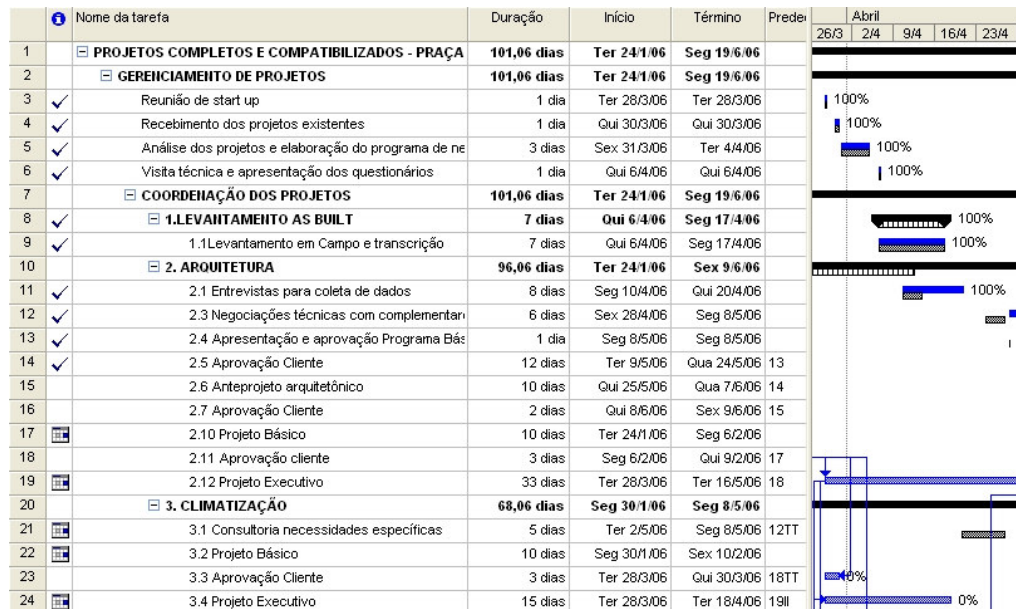 Nome da tarefa Duração Início Término Prede Abril
26/3 2/4 9/4 16/4 23/4
1 PROJETOS COMPLETOS E COMPATIBILIZADOS - PRAÇA 101,06 dias Ter 24/1/06 Seg 19/6/06
2 GERENCIAMENTO DE PROJETOS 101,06 dias Ter 24/1/06 Seg 19/6/06
3 Reunião de start up 1 dia Ter 28/3/06 Ter 28/3/06 100%
4 Recebimento dos projetos existentes 1 dia Qui 30/3/06 Qui 30/3/06 100%
5 Análise dos projetos e elaboração do programa de ne 3 dias Sex 31/3/06 Ter 4/4/06 100%
6 Visita técnica e apresentação dos questionários 1 dia Qui 6/4/06 Qui 6/4/06 100%
7 COORDENAÇÃO DOS PROJETOS 101,06 dias Ter 24/1/06 Seg 19/6/06
8 1.LEVANTAMENTO AS BUILT 7 dias Qui 6/4/06 Seg 17/4/06 100%
9 1.1Levantamento em Campo e transcrição 7 dias Qui 6/4/06 Seg 17/4/06 100%
10 2. ARQUITETURA 96,06 dias Ter 24/1/06 Sex 9/6/06
11 2.1 Entrevistas para coleta de dados 8 dias Seg 10/4/06 Qui 20/4/06 100%
12 2.3 Negociações técnicas com complementar 6 dias Sex 28/4/06 Seg 8/5/06
13 2.4 Apresentação e aprovação Programa Bás 1 dia Seg 8/5/06 Seg 8/5/06
14 2.5 Aprovação Cliente 12 dias Ter 9/5/06 Qua 24/5/06 13
15 2.6 Anteprojeto arquitetônico 10 dias Qui 25/5/06 Qua 7/6/06 14
16 2.7 Aprovação Cliente 2 dias Qui 8/6/06 Sex 9/6/06 15
17 2.10 Projeto Básico 10 dias Ter 24/1/06 Seg 6/2/06
18 2.11 Aprovação cliente 3 dias Seg 6/2/06 Qui 9/2/06 17
19 2.12 Projeto Executivo 33 dias Ter 28/3/06 Ter 16/5/06 18
20 3. CLIMATIZAÇÃO 68,06 dias Seg 30/1/06 Seg 8/5/06
21 3.1 Consultoria necessidades específicas 5 dias Ter 2/5/06 Seg 8/5/06 12TT
22 3.2 Projeto Básico 10 dias Seg 30/1/06 Sex 10/2/06
23 3.3 Aprovação Cliente 3 dias Ter 28/3/06 Qui 30/3/06 18TT 0%
24 3.4 Projeto Executivo 15 dias Ter 28/3/06 Ter 18/4/06 19II 0%